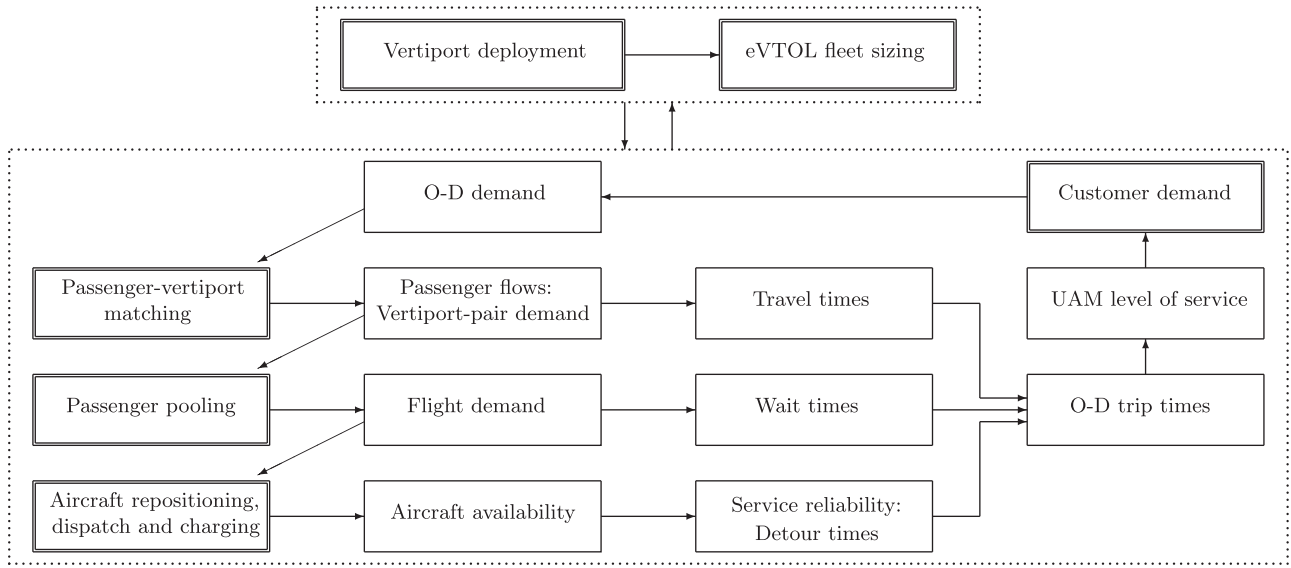 Vertiport deployment
eVTOL fleet sizing
O-D demand
Customer demand
Passenger-vertiport
matching
Passenger flows:
Vertiport-pair demand
Travel times
UAM level of service
Passenger pooling
Flight demand
Wait times
O-D trip times
Aircraft repositioning,
dispatch and charging
Aircraft availability
Service reliability:
Detour times